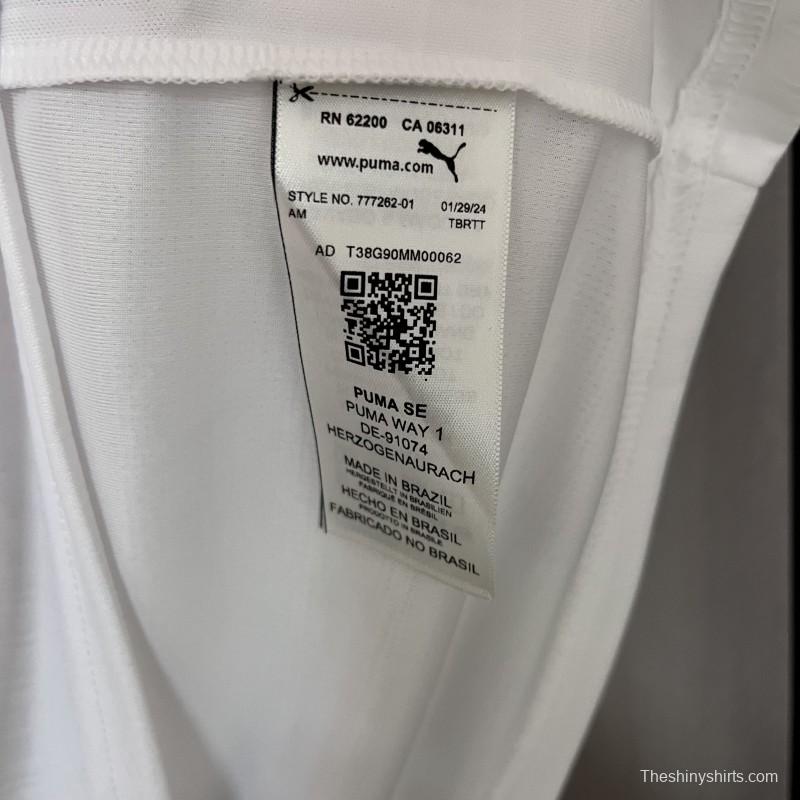 RN 62200 CA 06311
www.puma.com
STYLE NO. 777262-01 01/29/24
AM TBRTT
AD T38G90MM00062
PUMA SE
PUMA WAY 1
DE-91074
HERZOGENAURACH
MADE IN BRAZIL
HERGESTELLT IN BRASILIEN
FABRIQUÉ EN BRÉSIL
HECHO EN BRASIL
PRODOTTO IN BRASILE
FABRICADO NO BRASIL
Theshinyshirts.com